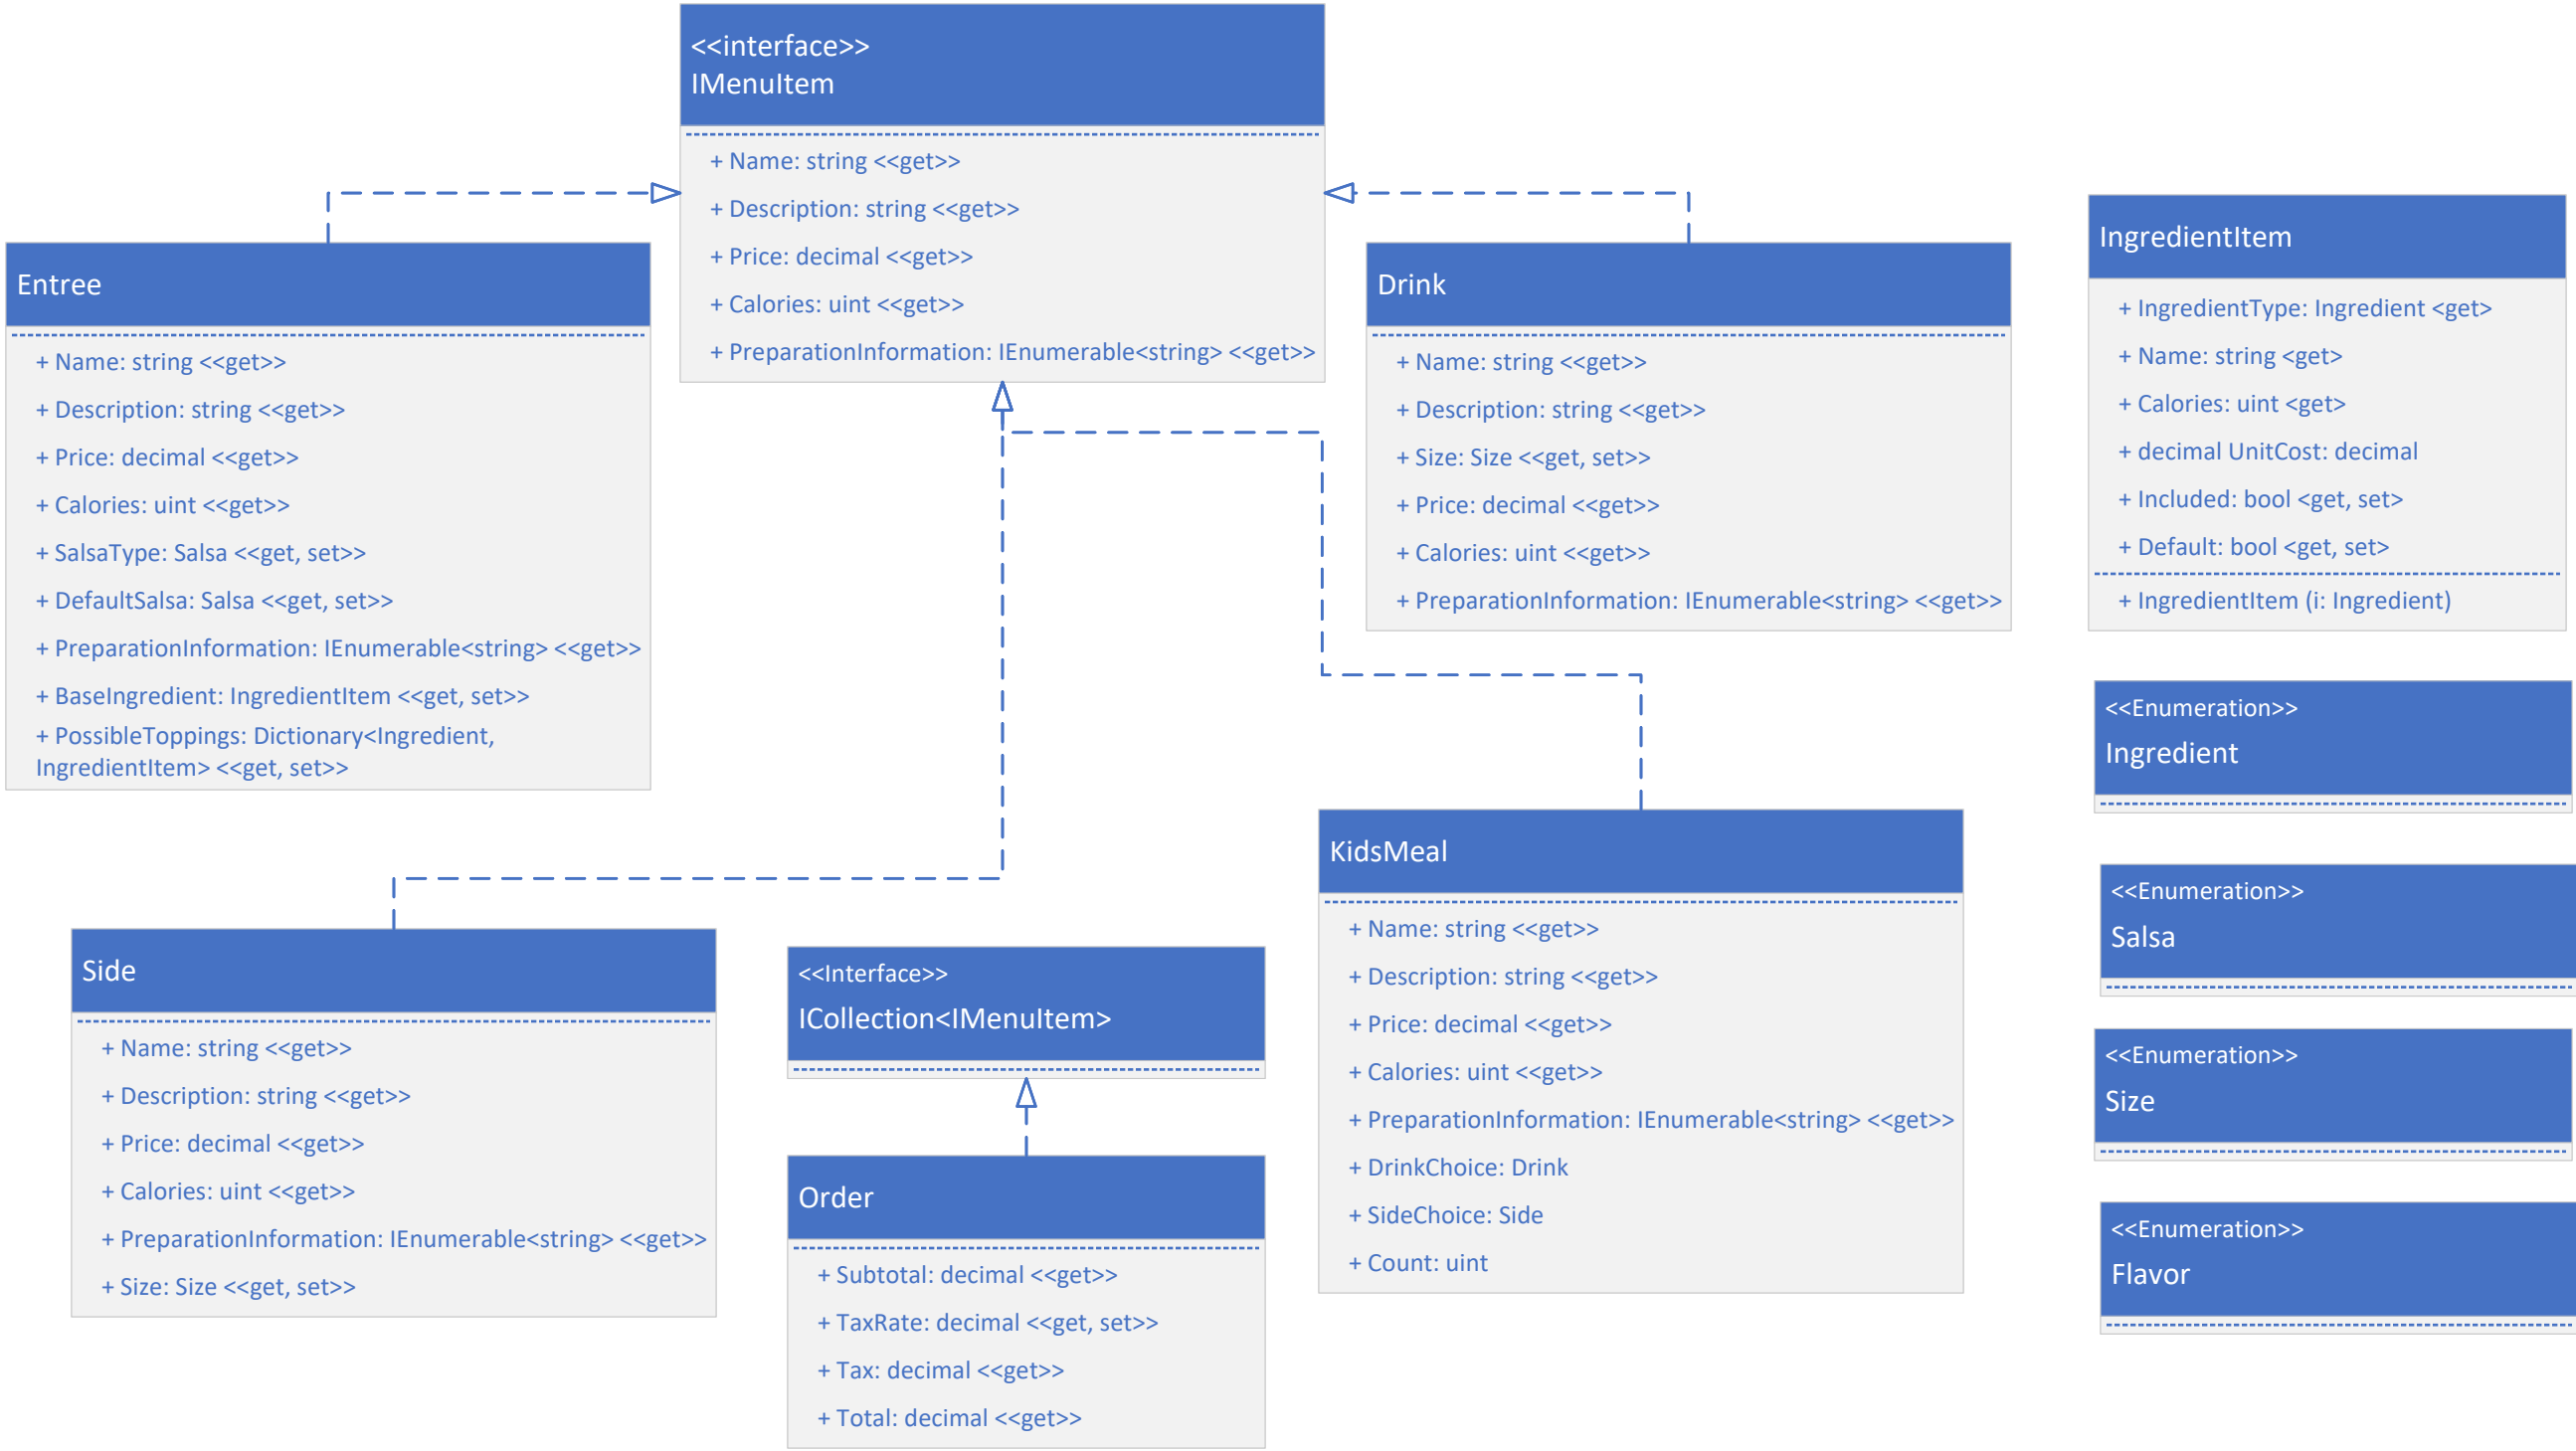 <<interface>>
IMenuItem
+ Name: string <<get>>
+ Description: string <<get>>
+ Price: decimal <<get>>
+ Calories: uint <<get>>
+ PreparationInformation: IEnumerable<string> <<get>>
Entree
+ Name: string <<get>>
+ Description: string <<get>>
+ Price: decimal <<get>>
+ Calories: uint <<get>>
+ SalsaType: Salsa <<get, set>>
+ DefaultSalsa: Salsa <<get, set>>
+ PreparationInformation: IEnumerable<string> <<get>>
+ BaseIngredient: IngredientItem <<get, set>>
+ PossibleToppings: Dictionary<Ingredient,
IngredientItem> <<get, set>>
Drink
+ Name: string <<get>>
+ Description: string <<get>>
+ Size: Size <<get, set>>
+ Price: decimal <<get>>
+ Calories: uint <<get>>
+ PreparationInformation: IEnumerable<string> <<get>>
IngredientItem
+ IngredientType: Ingredient <get>
+ Name: string <get>
+ Calories: uint <get>
+ decimal UnitCost: decimal
+ Included: bool <get, set>
+ Default: bool <get, set>
+ IngredientItem (i: Ingredient)
<<Enumeration>>
Ingredient
<<Enumeration>>
Salsa
<<Enumeration>>
Size
<<Enumeration>>
Flavor
Side
+ Name: string <<get>>
+ Description: string <<get>>
+ Price: decimal <<get>>
+ Calories: uint <<get>>
+ PreparationInformation: IEnumerable<string> <<get>>
+ Size: Size <<get, set>>
<<Interface>>
ICollection<IMenuItem>
Order
+ Subtotal: decimal <<get>>
+ TaxRate: decimal <<get, set>>
+ Tax: decimal <<get>>
+ Total: decimal <<get>>
KidsMeal
+ Name: string <<get>>
+ Description: string <<get>>
+ Price: decimal <<get>>
+ Calories: uint <<get>>
+ PreparationInformation: IEnumerable<string> <<get>>
+ DrinkChoice: Drink
+ SideChoice: Side
+ Count: uint